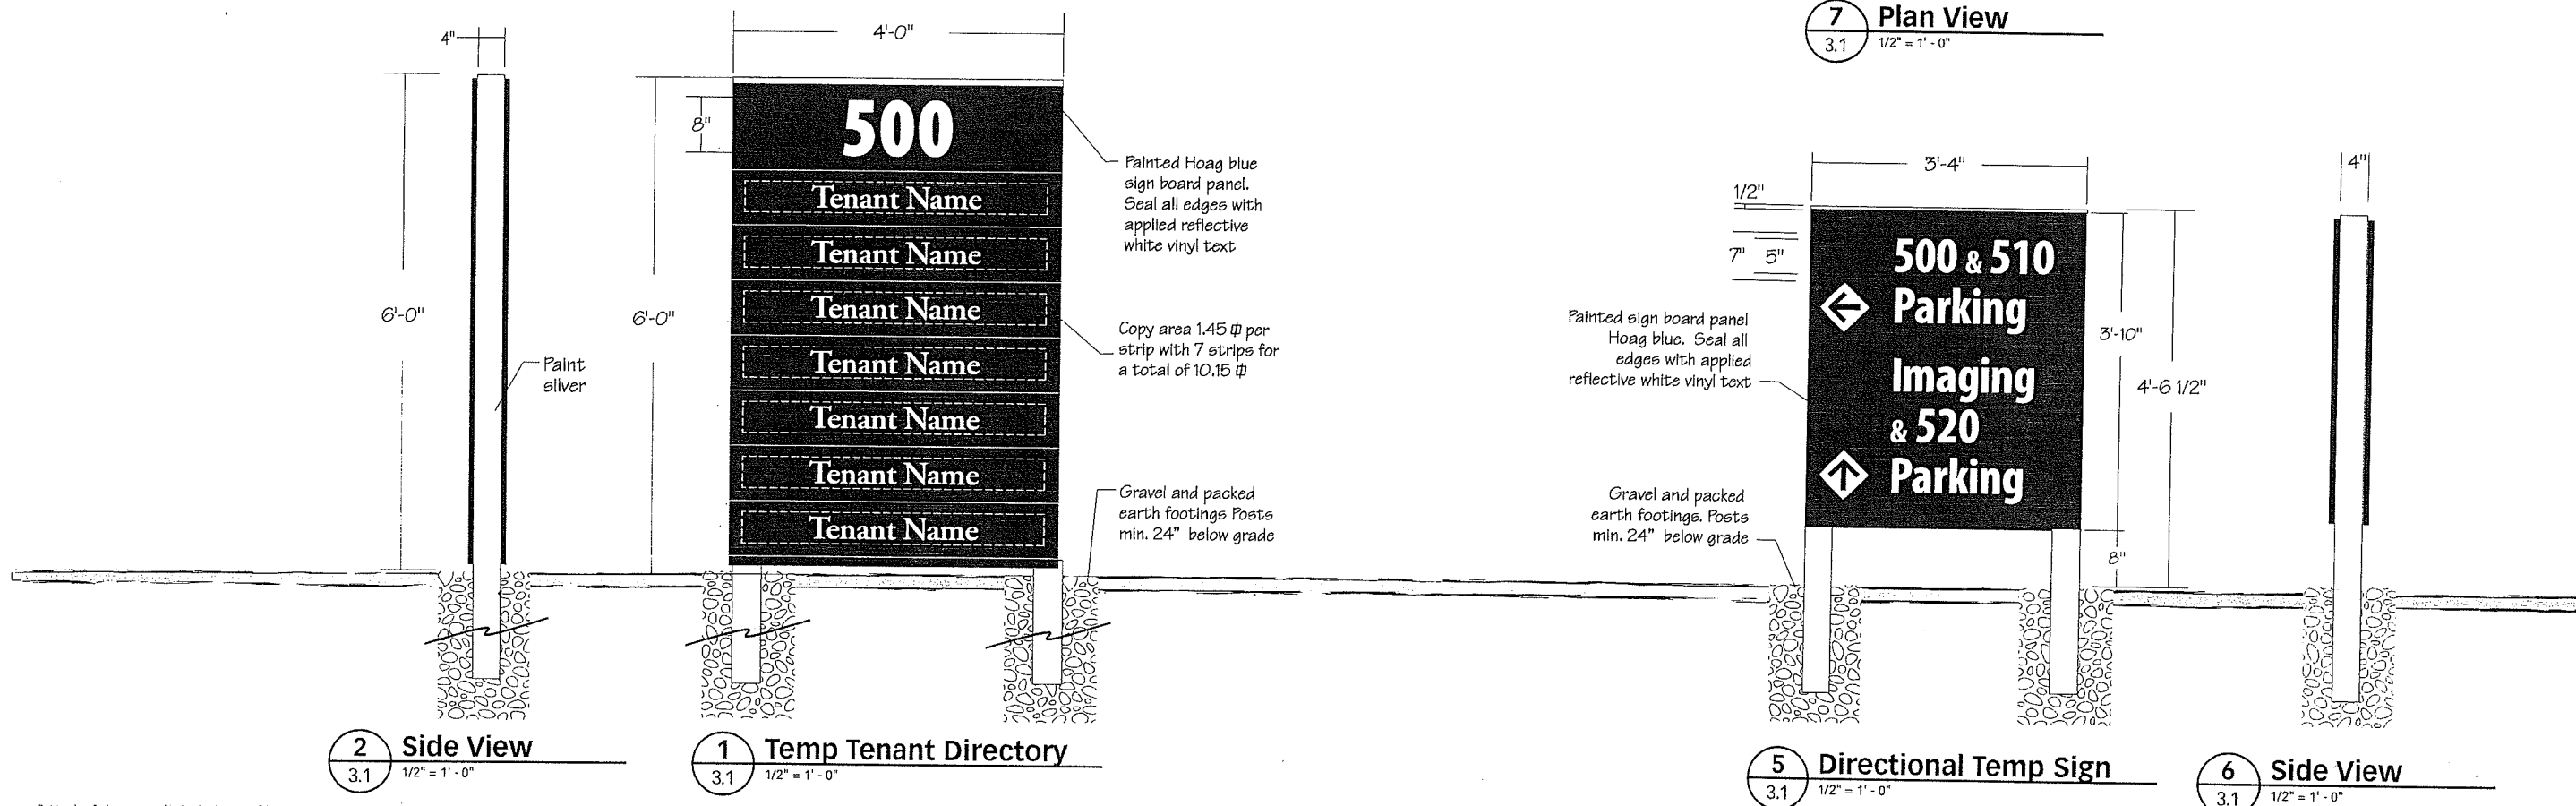 7 Plan View
3.1 1/2" = 1' - 0"
4"
6'-0"
Paint
silver
2 Side View
3.1 1/2" = 1' - 0"
4'-0"
8"
6'-0"
500
Tenant Name
Tenant Name
Tenant Name
Tenant Name
Tenant Name
Tenant Name
Tenant Name
Painted Hoag blue
sign board panel.
Seal all edges with
applied reflective
white vinyl text
Copy area 1.45 ⏍ per
strip with 7 strips for
a total of 10.15 ⏍
Gravel and packed
earth footings Posts
min. 24" below grade
1 Temp Tenant Directory
3.1 1/2" = 1' - 0"
3'-4"
1/2"
7" 5"
500 & 510
Parking
Imaging
& 520
Parking
Painted sign board panel
Hoag blue. Seal all
edges with applied
reflective white vinyl text
Gravel and packed
earth footings. Posts
min. 24" below grade
3'-10"
4'-6 1/2"
8"
5 Directional Temp Sign
3.1 1/2" = 1' - 0"
4"
6 Side View
3.1 1/2" = 1' - 0"